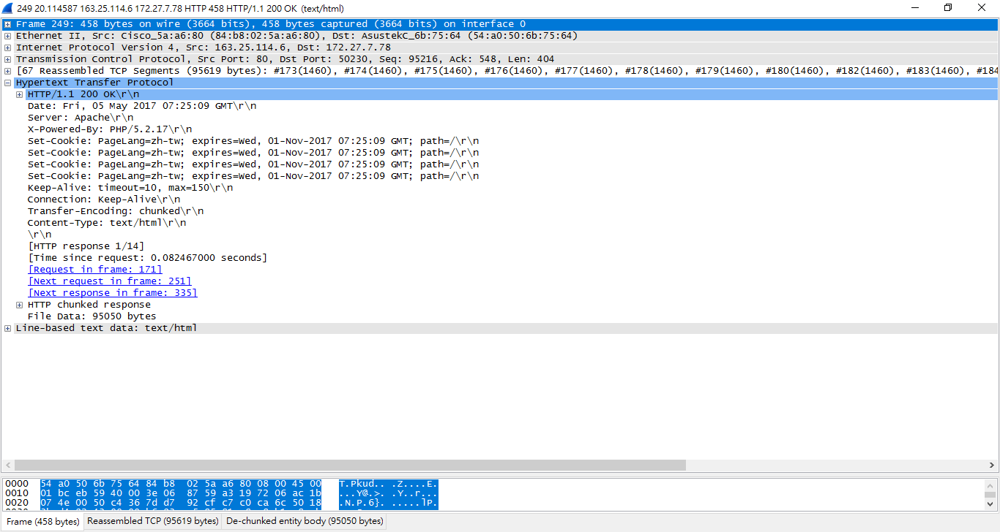 249 20.114587 163.25.114.6 172.27.7.78 HTTP 458 HTTP/1.1 200 OK (text/html)
Frame 249: 458 bytes on wire (3664 bits), 458 bytes captured (3664 bits) on interface 0
Ethernet II, Src: Cisco_5a:a6:80 (84:b8:02:5a:a6:80), Dst: AsustekC_6b:75:64 (54:a0:50:6b:75:64)
Internet Protocol Version 4, Src: 163.25.114.6, Dst: 172.27.7.78
Transmission Control Protocol, Src Port: 80, Dst Port: 50230, Seq: 95216, Ack: 548, Len: 404
[67 Reassembled TCP Segments (95619 bytes): #173(1460), #174(1460), #175(1460), #176(1460), #177(1460), #178(1460), #179(1460), #180(1460), #182(1460), #183(1460), #184
Hypertext Transfer Protocol
HTTP/1.1 200 OK\r\n
Date: Fri, 05 May 2017 07:25:09 GMT\r\n
Server: Apache\r\n
X-Powered-By: PHP/5.2.17\r\n
Set-Cookie: PageLang=zh-tw; expires=Wed, 01-Nov-2017 07:25:09 GMT; path=/\r\n
Set-Cookie: PageLang=zh-tw; expires=Wed, 01-Nov-2017 07:25:09 GMT; path=/\r\n
Set-Cookie: PageLang=zh-tw; expires=Wed, 01-Nov-2017 07:25:09 GMT; path=/\r\n
Set-Cookie: PageLang=zh-tw; expires=Wed, 01-Nov-2017 07:25:09 GMT; path=/\r\n
Keep-Alive: timeout=10, max=150\r\n
Connection: Keep-Alive\r\n
Transfer-Encoding: chunked\r\n
Content-Type: text/html\r\n
\r\n
[HTTP response 1/14]
[Time since request: 0.082467000 seconds]
[Request in frame: 171]
[Next request in frame: 251]
[Next response in frame: 335]
HTTP chunked response
File Data: 95050 bytes
Line-based text data: text/html
0000 54 a0 50 6b 75 64 84 b8 02 5a a6 80 08 00 45 00 T.Pkud.. .Z....E.
0010 01 bc eb 59 40 00 3e 06 87 59 a3 19 72 06 ac 1b ...Y@.>. .Y..r...
0020 07 4e 00 50 c4 36 7d d7 92 cf c7 c0 ca 6c 50 18 .N.P.6}. .....lP.
Frame (458 bytes) Reassembled TCP (95619 bytes) De-chunked entity body (95050 bytes)